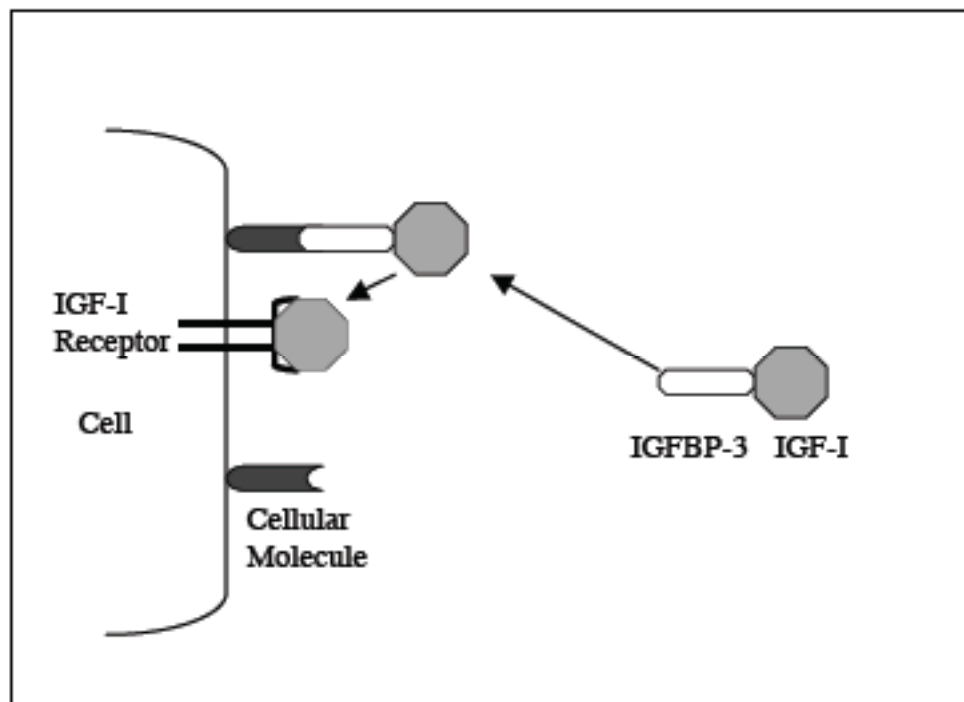 IGF-I
Receptor
Cell
IGFBP-3 IGF-I
Cellular
Molecule